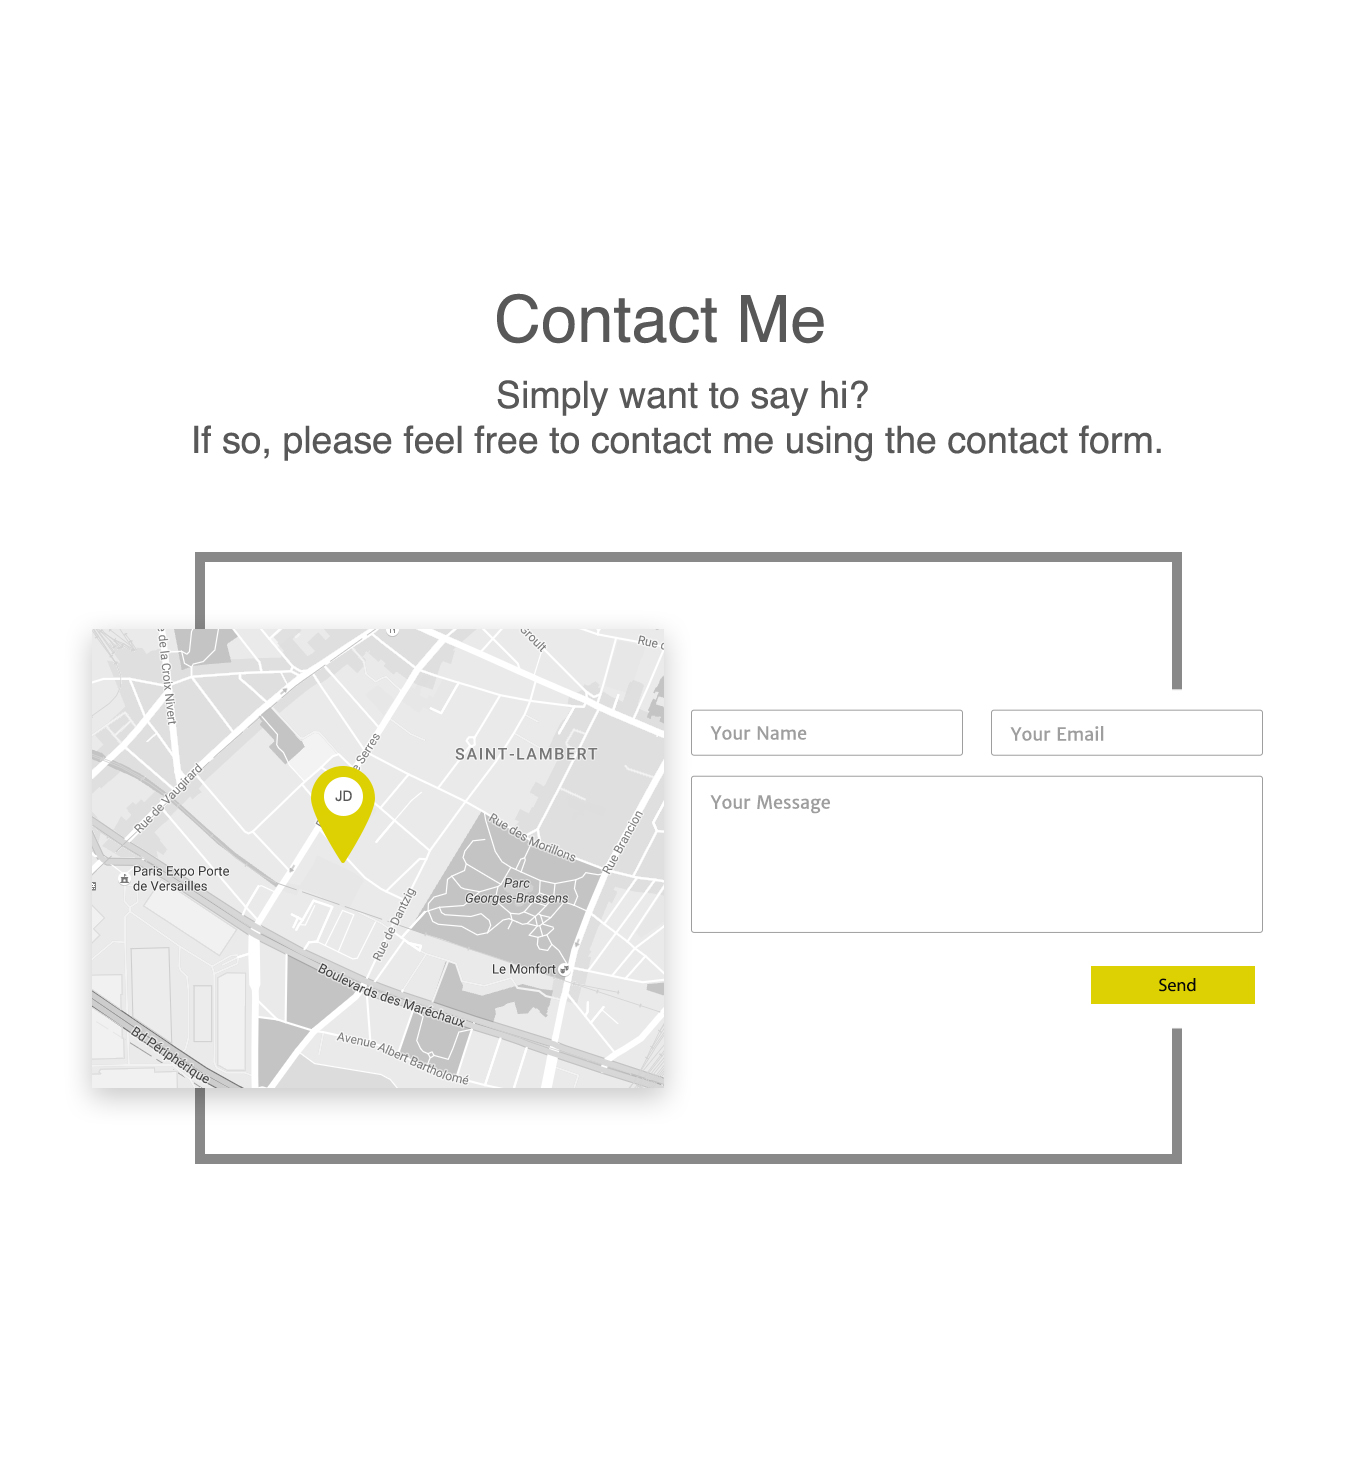 Contact Me
Simply want to say hi?
If so, please feel free to contact me using the contact form.
e de la Croix Nivert
Groult
Rue
Serres
SAINT-LAMBERT
JD
Rue de Vaugirard
Rue des Morillons
Rue Brancion
Paris Expo Porte
de Versailles
Parc
Georges-Brassens
Rue de Dantzig
Le Monfort
Boulevards des Maréchaux
Avenue Albert Bartholomé
Bd Périphérique
Your Name
Your Email
Your Message
Send